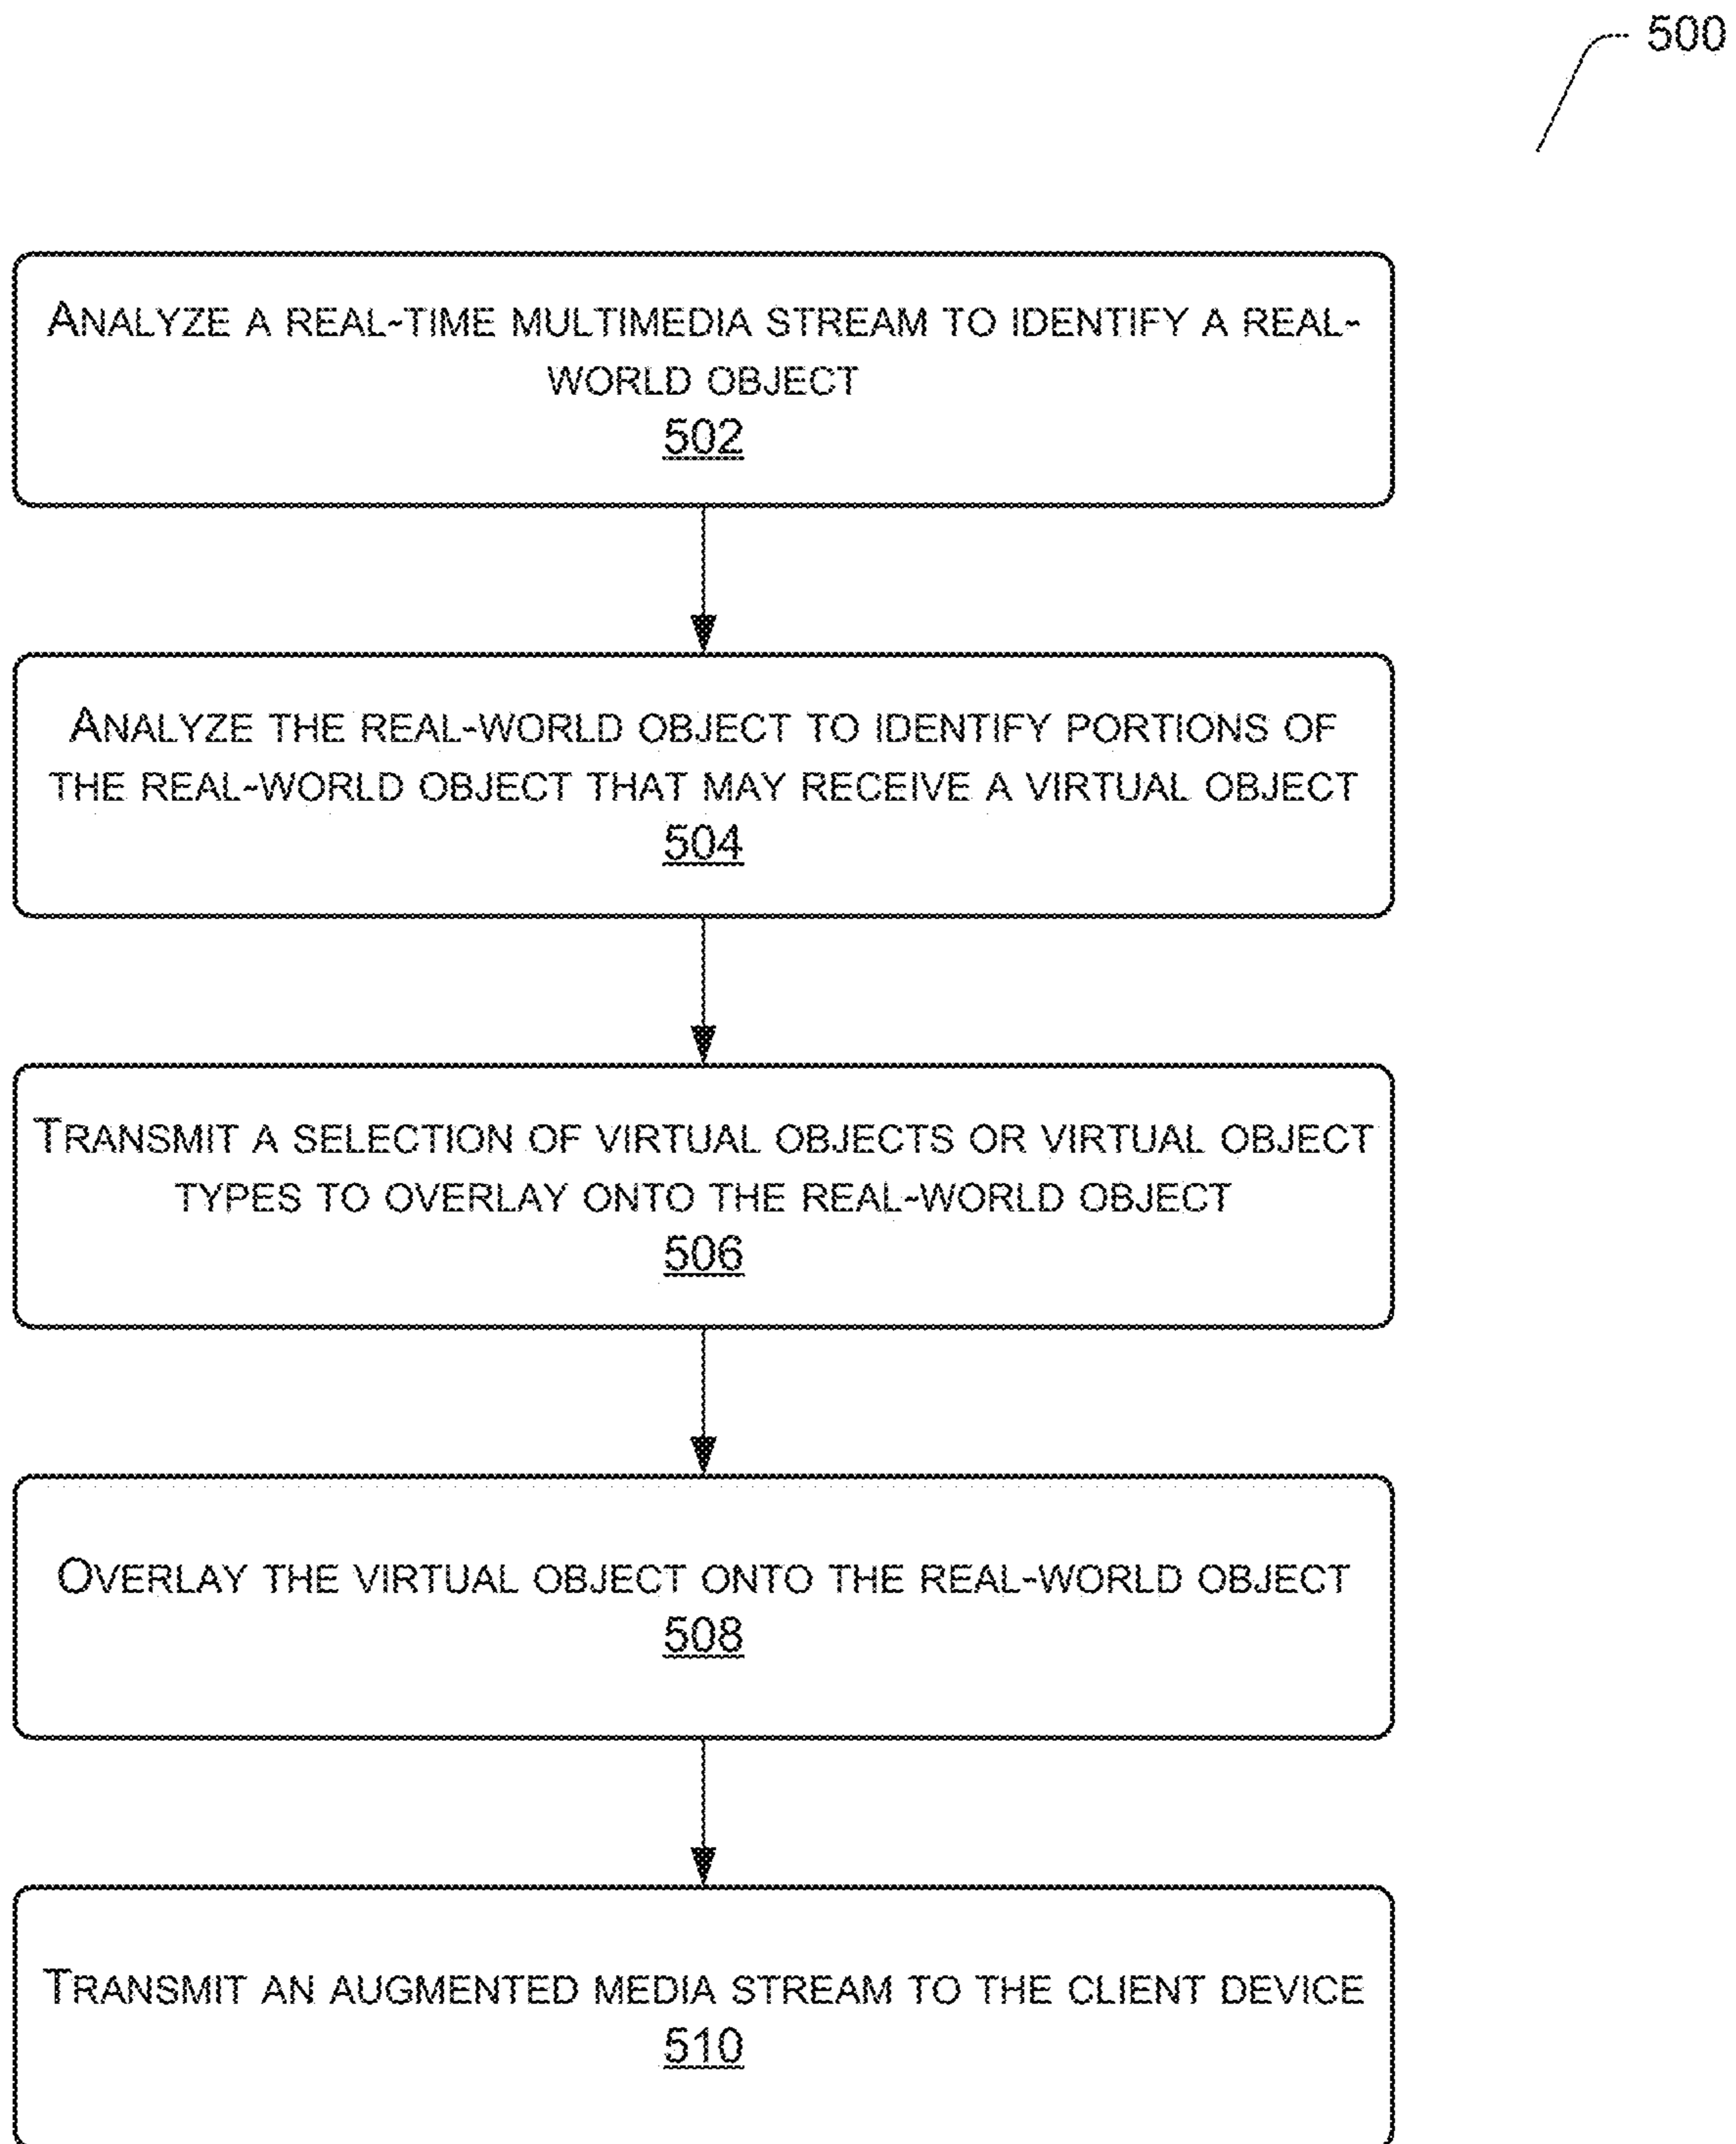 500
ANALYZE A REAL-TIME MULTIMEDIA STREAM TO IDENTIFY A REAL-
WORLD OBJECT
502
ANALYZE THE REAL-WORLD OBJECT TO IDENTIFY PORTIONS OF
THE REAL-WORLD OBJECT THAT MAY RECEIVE A VIRTUAL OBJECT
504
TRANSMIT A SELECTION OF VIRTUAL OBJECTS OR VIRTUAL OBJECT
TYPES TO OVERLAY ONTO THE REAL-WORLD OBJECT
506
OVERLAY THE VIRTUAL OBJECT ONTO THE REAL-WORLD OBJECT
508
TRANSMIT AN AUGMENTED MEDIA STREAM TO THE CLIENT DEVICE
510